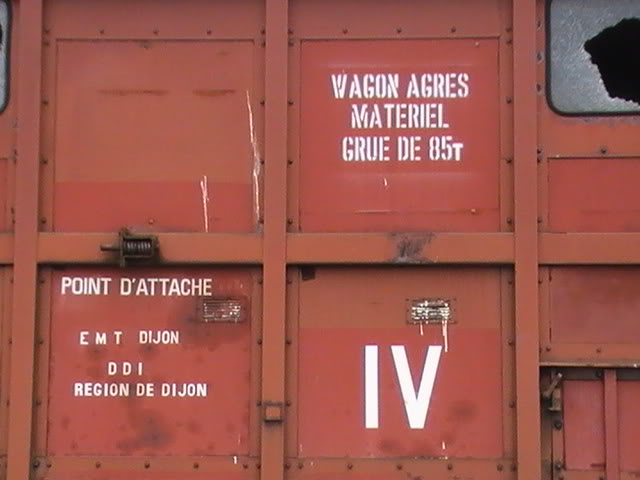 WAGON AGRES
MATERIEL
GRUE DE 85T
POINT D'ATTACHE
EMT DIJON
DDI
REGION DE DIJON
IV